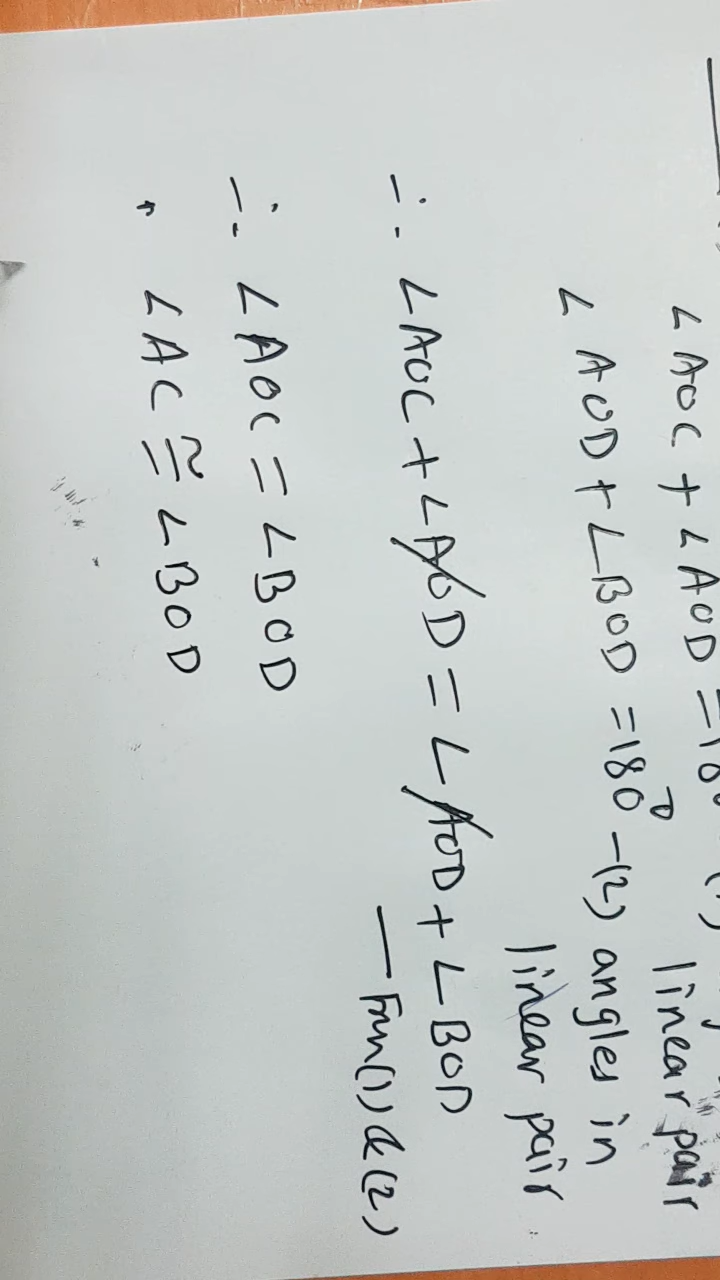 ∠AOC + ∠AOD = 180 linear pair
∠AOD + ∠BOD = 180° -(2) angles in
linear pair
∴ ∠AOC + ∠AOD = ∠AOD + ∠BOD
— From (1) & (2)
∴ ∠AOC = ∠BOD
∠AC ≅ ∠BOD